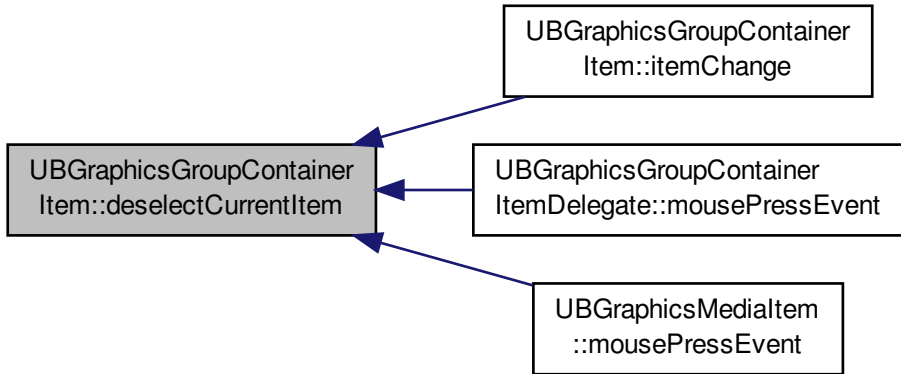 UBGraphicsGroupContainer
Item::itemChange
UBGraphicsGroupContainer
Item::deselectCurrentItem
UBGraphicsGroupContainer
ItemDelegate::mousePressEvent
UBGraphicsMediaItem
::mousePressEvent